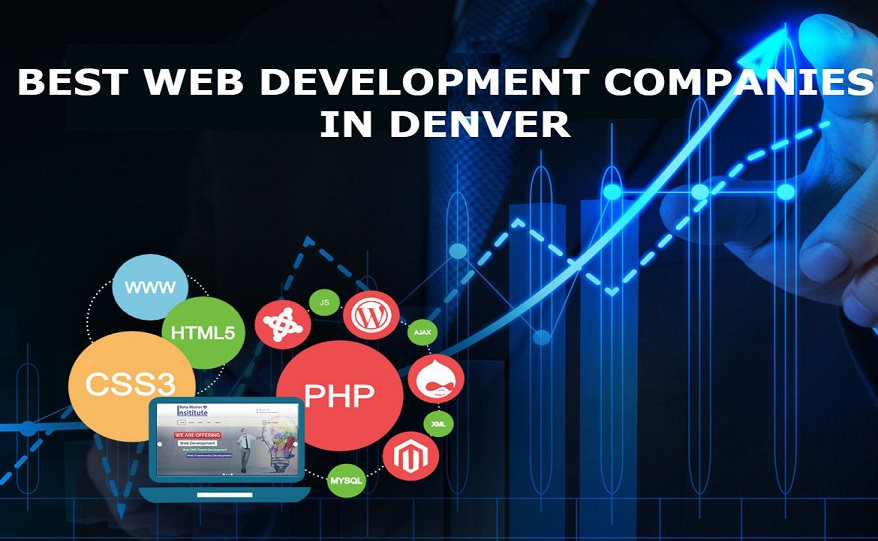 BEST WEB DEVELOPMENT COMPANIES
IN DENVER
WWW
HTML5
CSS3
JS
AJAX
PHP
XML
MYSQL
Insititute
WE ARE OFFERING
Web Development